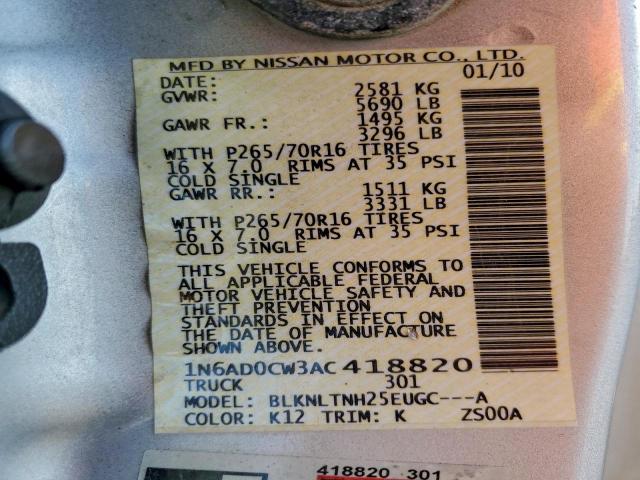 MFD BY NISSAN MOTOR CO., LTD.
DATE: 01/10
GVWR: 2581 KG
5690 LB
GAWR FR.: 1495 KG
3296 LB
WITH P265/70R16 TIRES
16 X 7.0 RIMS AT 35 PSI
COLD SINGLE
GAWR RR.: 1511 KG
3331 LB
WITH P265/70R16 TIRES
16 X 7.0 RIMS AT 35 PSI
COLD SINGLE
THIS VEHICLE CONFORMS TO
ALL APPLICABLE FEDERAL
MOTOR VEHICLE SAFETY AND
THEFT PREVENTION
STANDARDS IN EFFECT ON
THE DATE OF MANUFACTURE
SHOWN ABOVE.
1N6AD0CW3AC418820
TRUCK 301
MODEL: BLKNLTNH25EUGC---A
COLOR: K12 TRIM: K ZS00A
418820 301